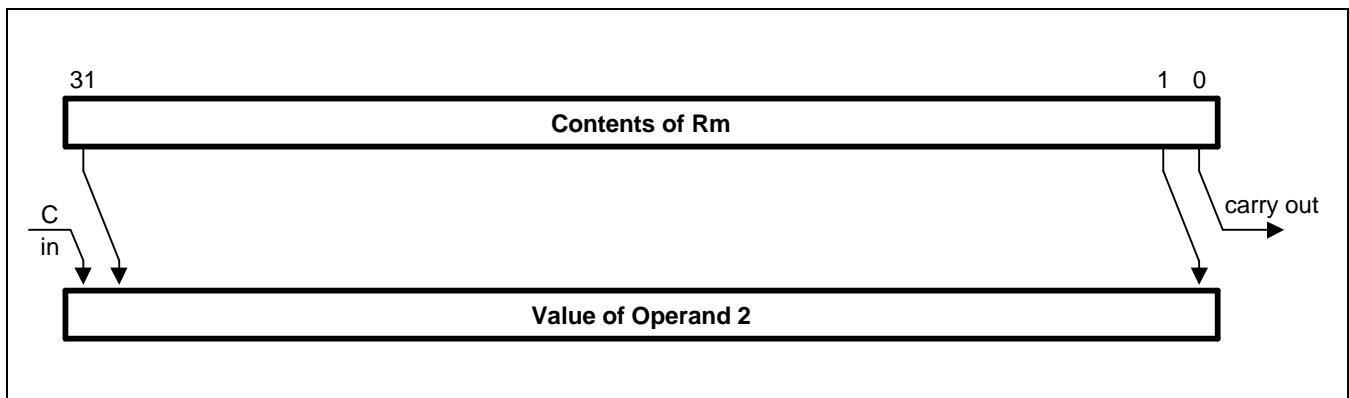 31 1 0
Contents of Rm
C
in
carry out
Value of Operand 2